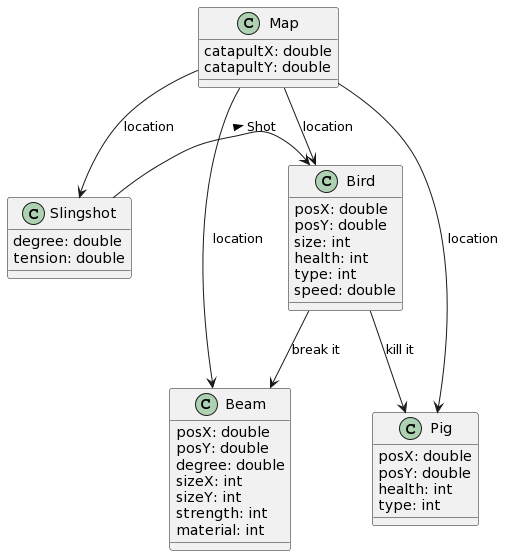 C Map
catapultX: double
catapultY: double
location
Shot
location
location
location
C Slingshot
degree: double
tension: double
C Bird
posX: double
posY: double
size: int
health: int
type: int
speed: double
break it
kill it
C Beam
posX: double
posY: double
degree: double
sizeX: int
sizeY: int
strength: int
material: int
C Pig
posX: double
posY: double
health: int
type: int